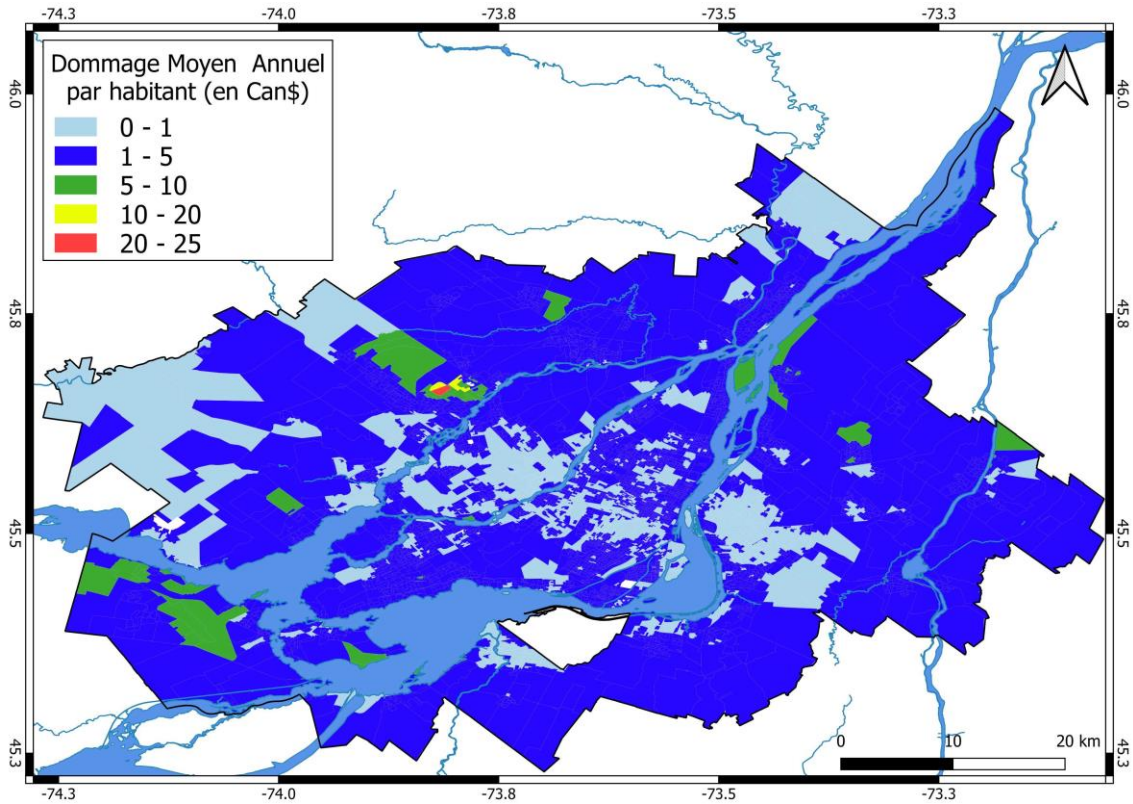 -74.3 -74.0 -73.8 -73.5 -73.3
Dommage Moyen Annuel
par habitant (en Can$)
0 - 1
1 - 5
5 - 10
10 - 20
20 - 25
46.0 46.0
45.8 45.8
45.5 45.5
45.3 45.3
0 10 20 km
-74.3 -74.0 -73.8 -73.5 -73.3